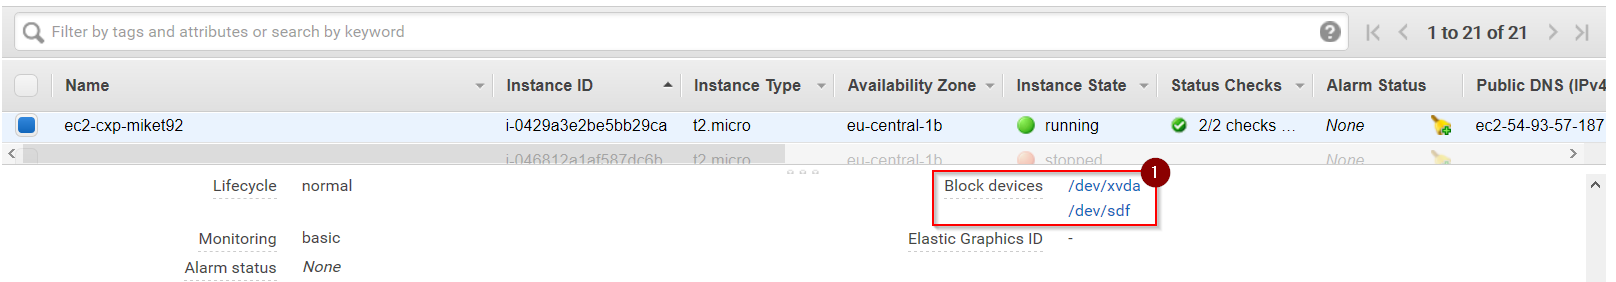 Filter by tags and attributes or search by keyword
1 to 21 of 21
Name Instance ID Instance Type Availability Zone Instance State Status Checks Alarm Status Public DNS (IPv4
ec2-cxp-miket92 i-0429a3e2be5bb29ca t2.micro eu-central-1b running 2/2 checks ... None ec2-54-93-57-187
i-046812a1af587dc6b t2.micro eu-central-1b stopped None
Lifecycle normal Block devices /dev/xvda 1
/dev/sdf
Monitoring basic Elastic Graphics ID -
Alarm status None